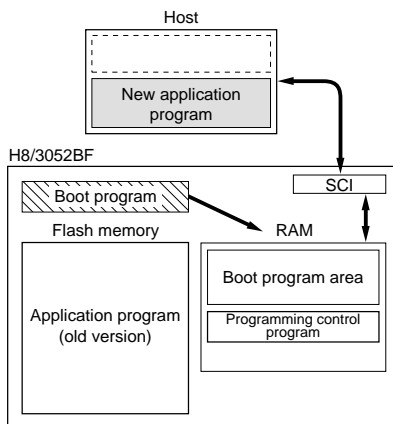 Host
New application
program
H8/3052BF
SCI
Boot program
Flash memory
RAM
Boot program area
Application program
(old version)
Programming control
program